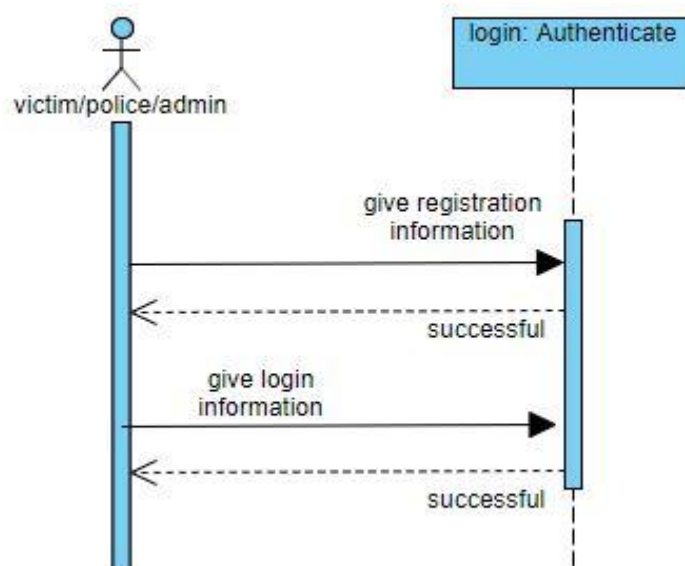 login: Authenticate
victim/police/admin
give registration
information
successful
give login
information
successful